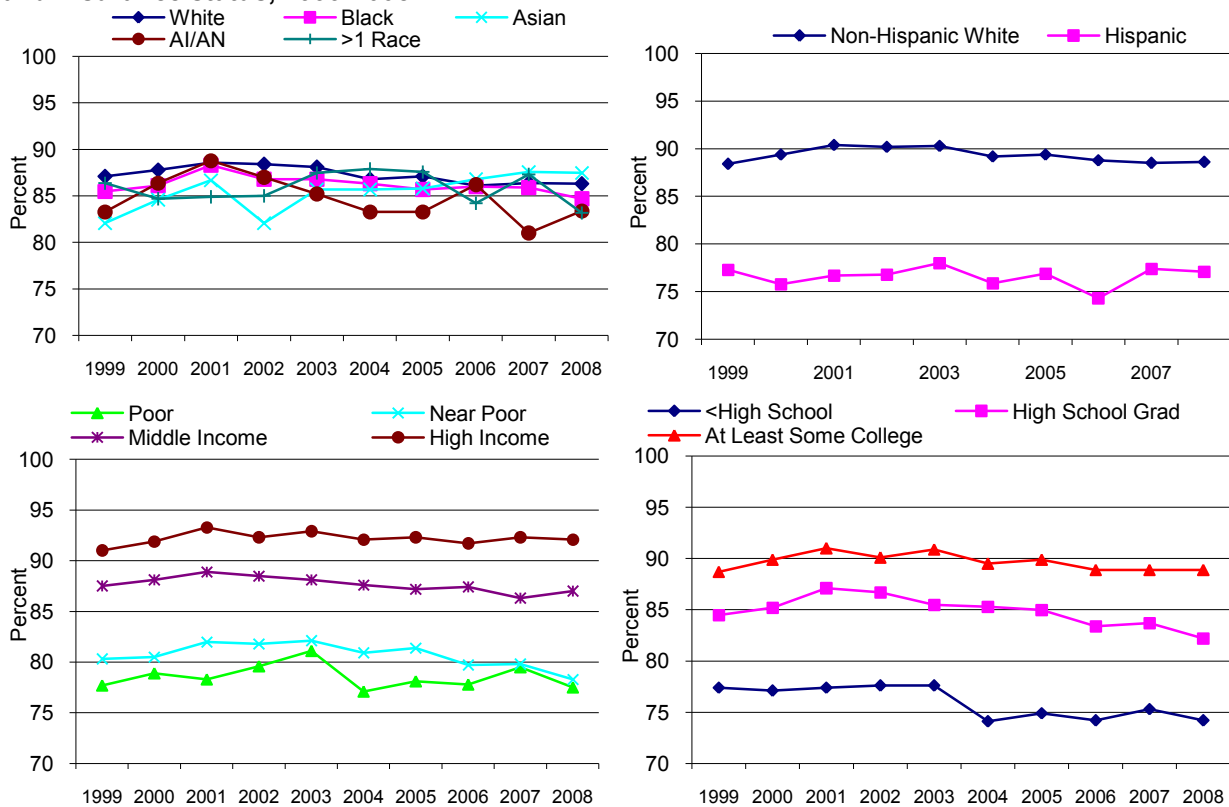 White Black Asian
AI/AN >1 Race
100
95
90
85
80
75
70
Percent
1999 2000 2001 2002 2003 2004 2005 2006 2007 2008
Non-Hispanic White Hispanic
100
95
90
85
80
75
70
Percent
1999 2001 2003 2005 2007
Poor Near Poor
Middle Income High Income
100
95
90
85
80
75
70
Percent
1999 2000 2001 2002 2003 2004 2005 2006 2007 2008
<High School High School Grad
At Least Some College
100
95
90
85
80
75
70
Percent
1999 2000 2001 2002 2003 2004 2005 2006 2007 2008